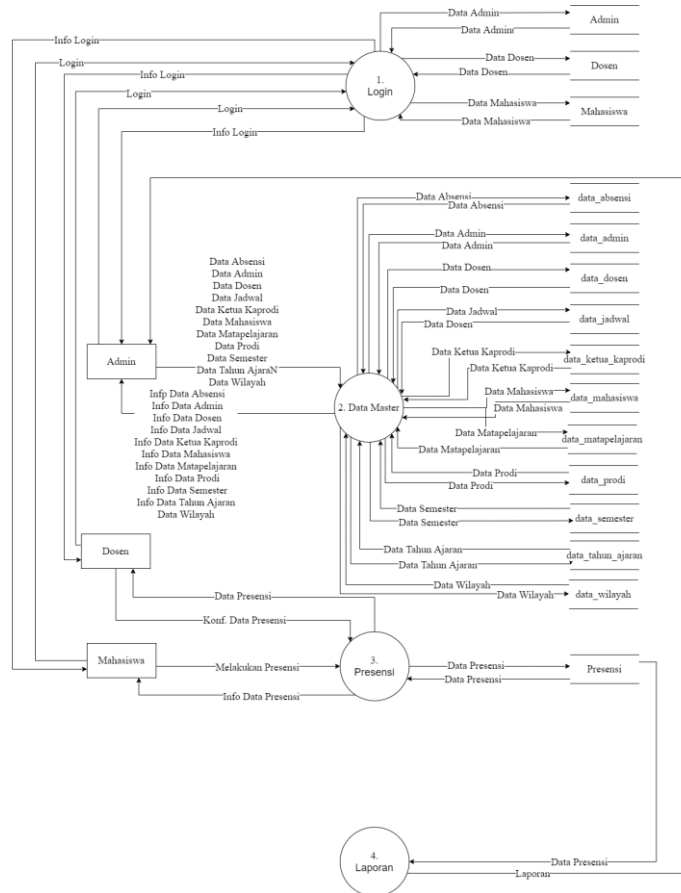 Data Admin
Admin
Data Admin
Info Login
Data Dosen
Dosen
Data Dosen
Login
Info Login
1.
Login
Login
Data Mahasiswa
Mahasiswa
Login
Data Mahasiswa
Info Login
Data Absensi
data_absensi
Data Absensi
Data Admin
data_admin
Data Admin
Data Dosen
data_dosen
Data Dosen
Data Jadwal
data_jadwal
Data Dosen
Data Ketua Kaprodi
data_ketua_kaprodi
Data Ketua Kaprodi
Data Mahasiswa
data_mahasiswa
Data Mahasiswa
Data Matapelajaran
data_matapelajaran
Data Matapelajaran
Data Prodi
data_prodi
Data Prodi
Data Semester
data_semester
Data Semester
Data Tahun Ajaran
data_tahun_ajaran
Data Tahun Ajaran
Data Wilayah
data_wilayah
Data Wilayah
Data Absensi
Data Admin
Data Dosen
Data Jadwal
Data Ketua Kaprodi
Data Mahasiswa
Data Matapelajaran
Data Prodi
Data Semester
Data Tahun AjaraN
Data Wilayah
Admin
2. Data Master
Infp Data Absensi
Info Data Admin
Info Data Dosen
Info Data Jadwal
Info Data Ketua Kaprodi
Info Data Mahasiswa
Info Data Matapelajaran
Info Data Prodi
Info Data Semester
Info Data Tahun Ajaran
Data Wilayah
Dosen
Data Presensi
Konf. Data Presensi
Mahasiswa
Melakukan Presensi
3.
Presensi
Data Presensi
Presensi
Data Presensi
Info Data Presensi
4.
Laporan
Data Presensi
Laporan